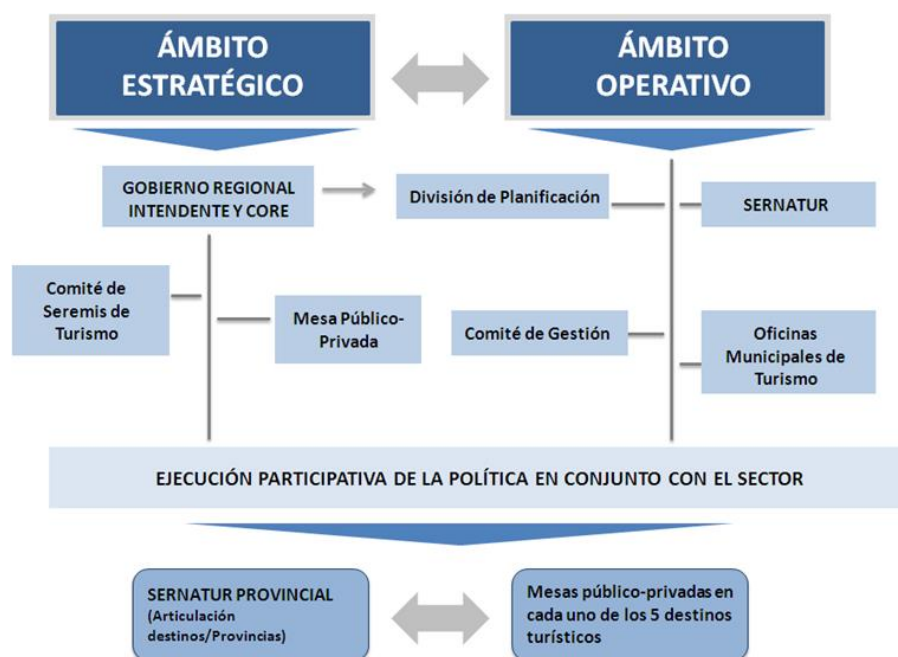 ÁMBITO
ESTRATÉGICO
ÁMBITO
OPERATIVO
GOBIERNO REGIONAL
INTENDENTE Y CORE
División de Planificación
SERNATUR
Comité de
Seremis de
Turismo
Mesa Público-
Privada
Comité de Gestión
Oficinas
Municipales de
Turismo
EJECUCIÓN PARTICIPATIVA DE LA POLÍTICA EN CONJUNTO CON EL SECTOR
SERNATUR PROVINCIAL
(Articulación
destinos/Provincias)
Mesas público-privadas en
cada uno de los 5 destinos
turísticos